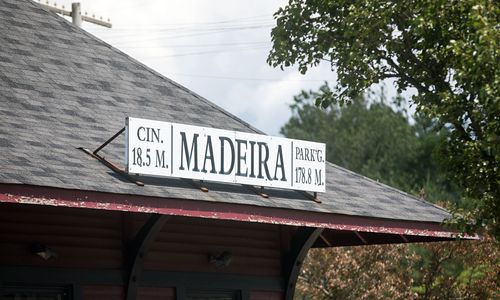 CIN.
18.5 M.
MADEIRA
PARK'G.
178.8 M.